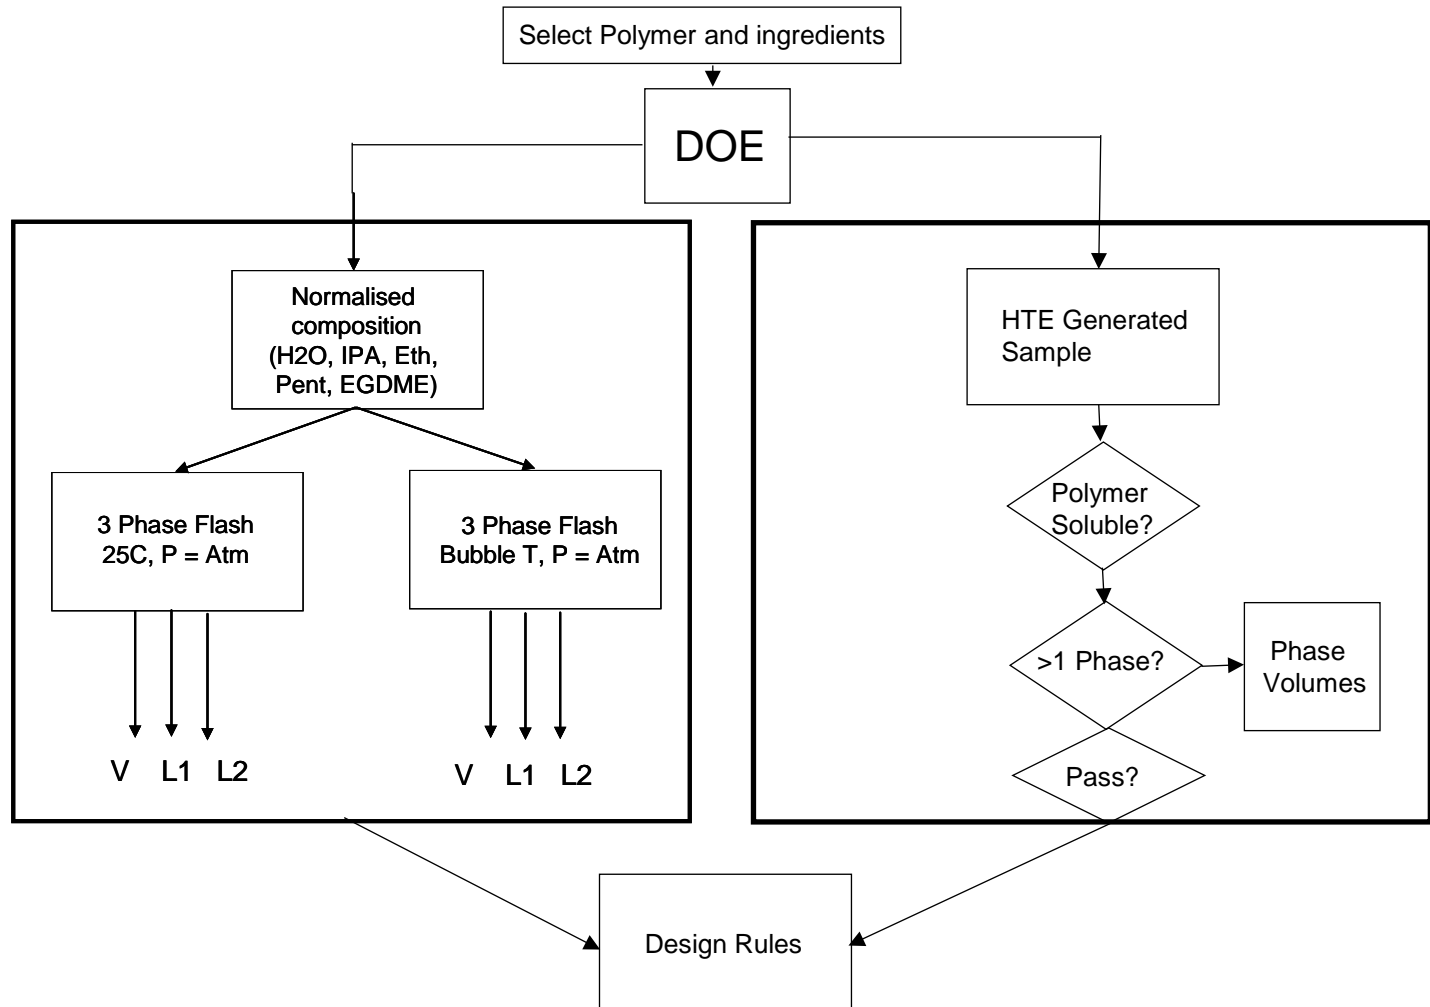 Select Polymer and ingredients
DOE
Normalised
composition
(H2O, IPA, Eth,
Pent, EGDME)
3 Phase Flash
25C, P = Atm
3 Phase Flash
Bubble T, P = Atm
V L1 L2
V L1 L2
HTE Generated
Sample
Polymer
Soluble?
>1 Phase?
Phase
Volumes
Pass?
Design Rules